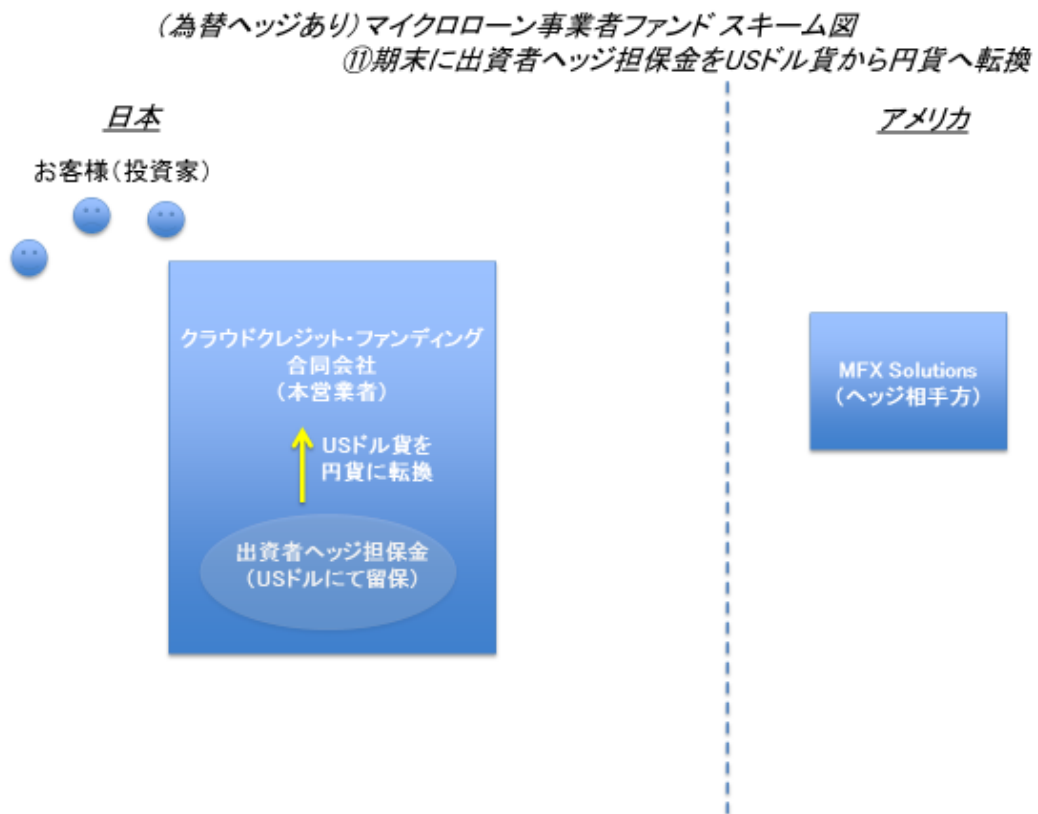 (為替ヘッジあり)マイクロローン事業者ファンド スキーム図
⑪期末に出資者ヘッジ担保金をUSドル貨から円貨へ転換
日本
アメリカ
お客様(投資家)
クラウドクレジット・ファンディング
合同会社
(本営業者)
USドル貨を
円貨に転換
出資者ヘッジ担保金
(USドルにて留保)
MFX Solutions
(ヘッジ相手方)